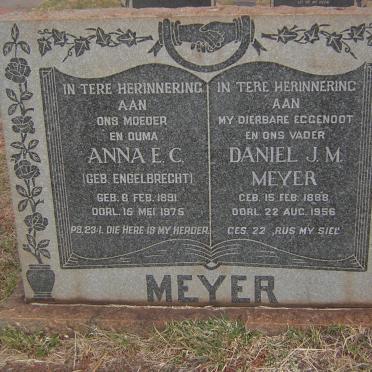 IN TERE HERINNERING
AAN
ONS MOEDER
EN OUMA
ANNA E. C.
(GEB. ENGELBRECHT)
GEB. 6 FEB. 1891
OORL. 15 MEI 1975
PS. 23-1. DIE HERE IS MY HERDER.
IN TERE HERINNERING
AAN
MY DIERBARE EGGENOOT
EN ONS VADER
DANIEL J. M.
MEYER
GEB. 15 FEB. 1888
OORL. 22 AUG. 1956
GES. 22 „RUS MY SIEL"
MEYER